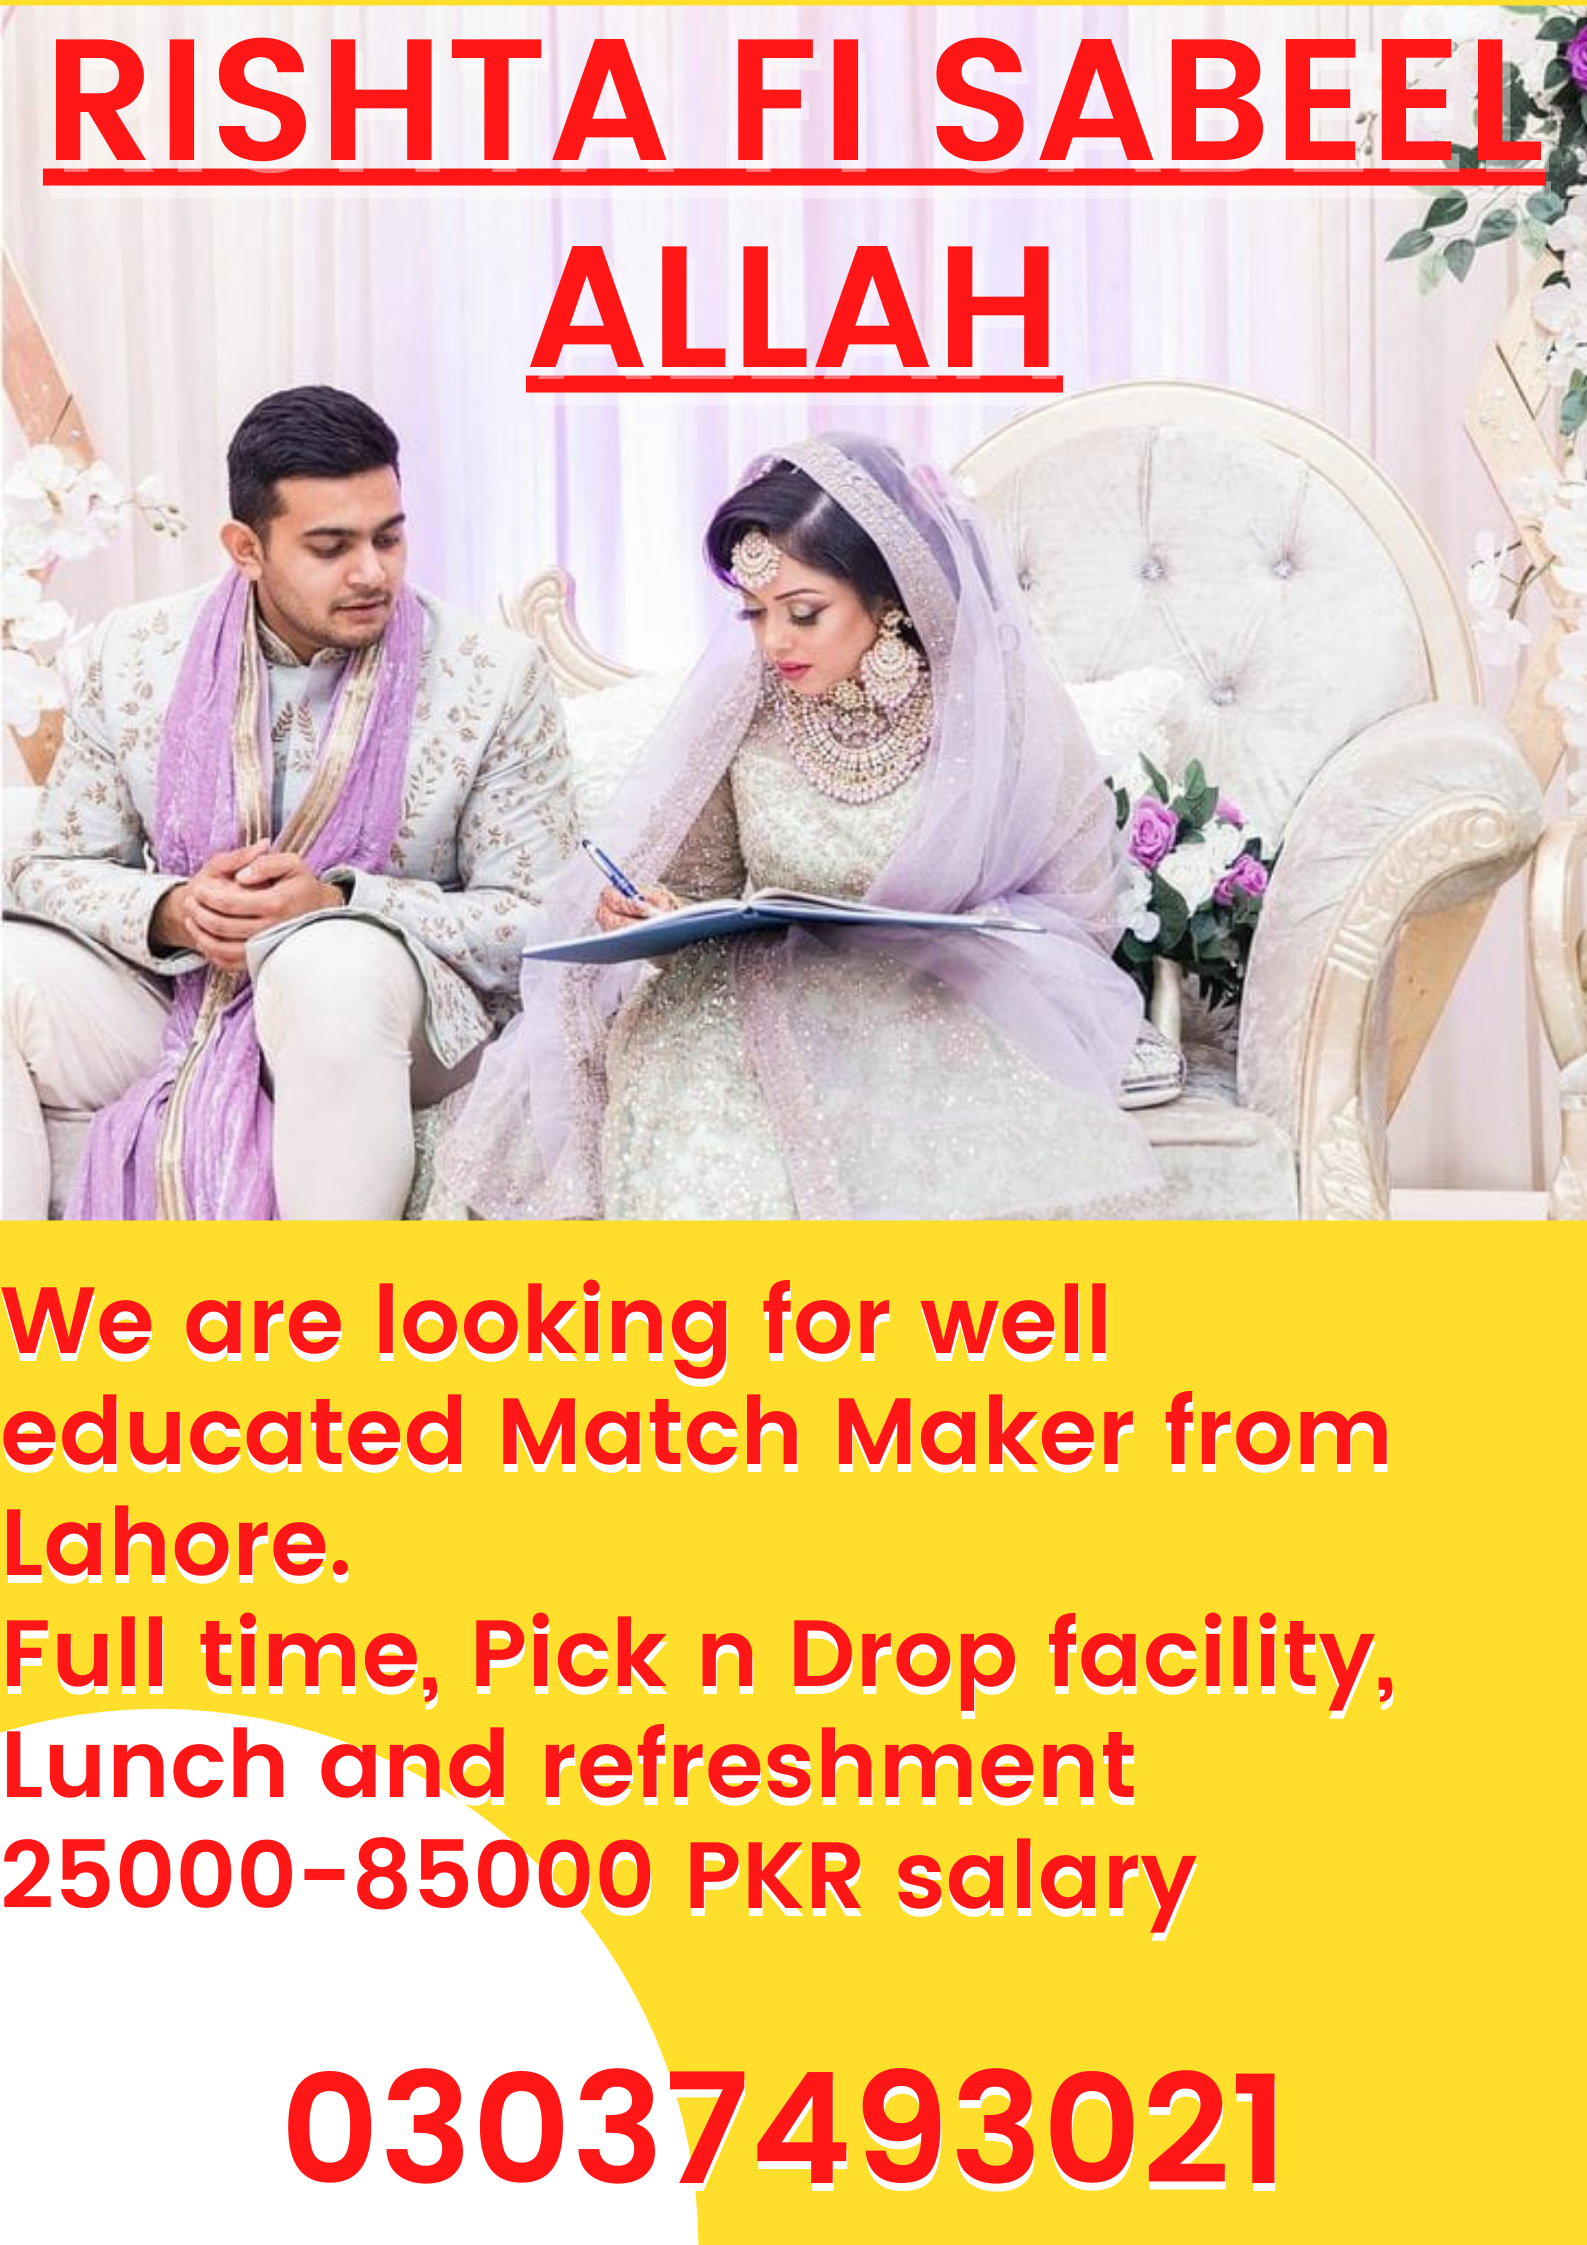 RISHTA FI SABEEL
ALLAH
We are looking for well
educated Match Maker from
Lahore.
Full time, Pick n Drop facility,
Lunch and refreshment
25000-85000 PKR salary
03037493021